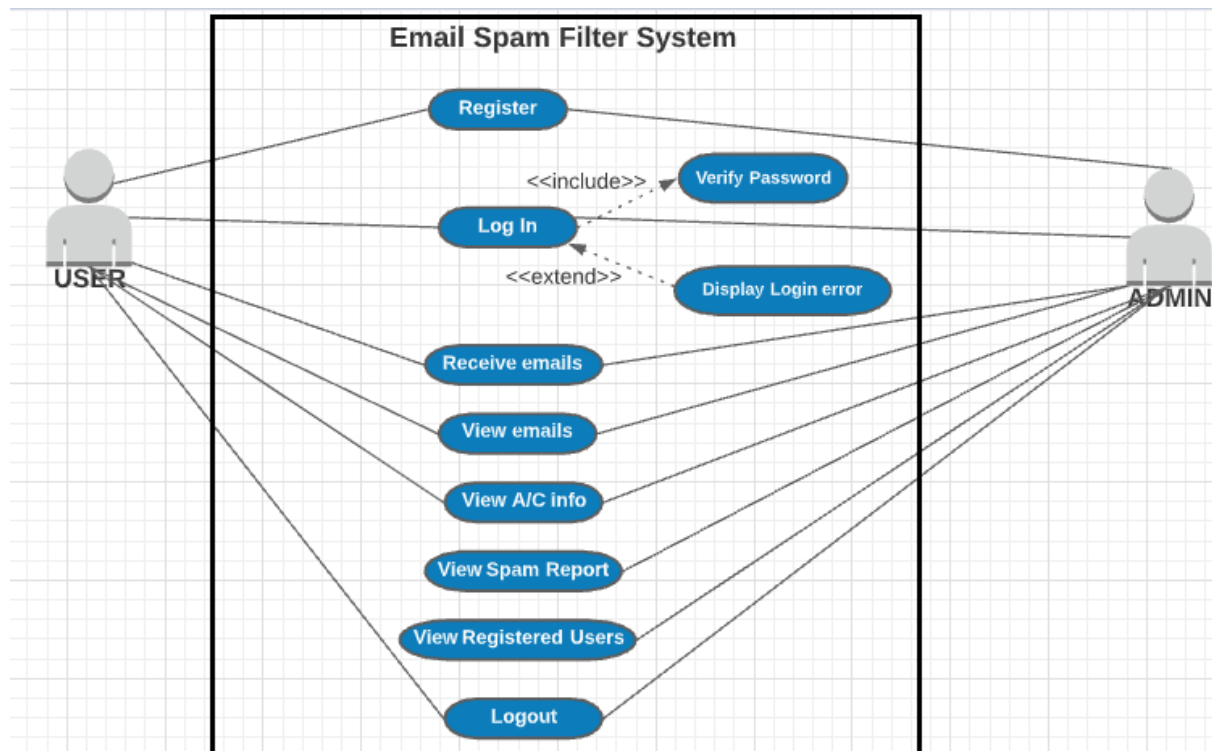 Email Spam Filter System
Register
<<include>>
Verify Password
Log In
<<extend>>
Display Login error
USER
ADMIN
Receive emails
View emails
View A/C info
View Spam Report
View Registered Users
Logout